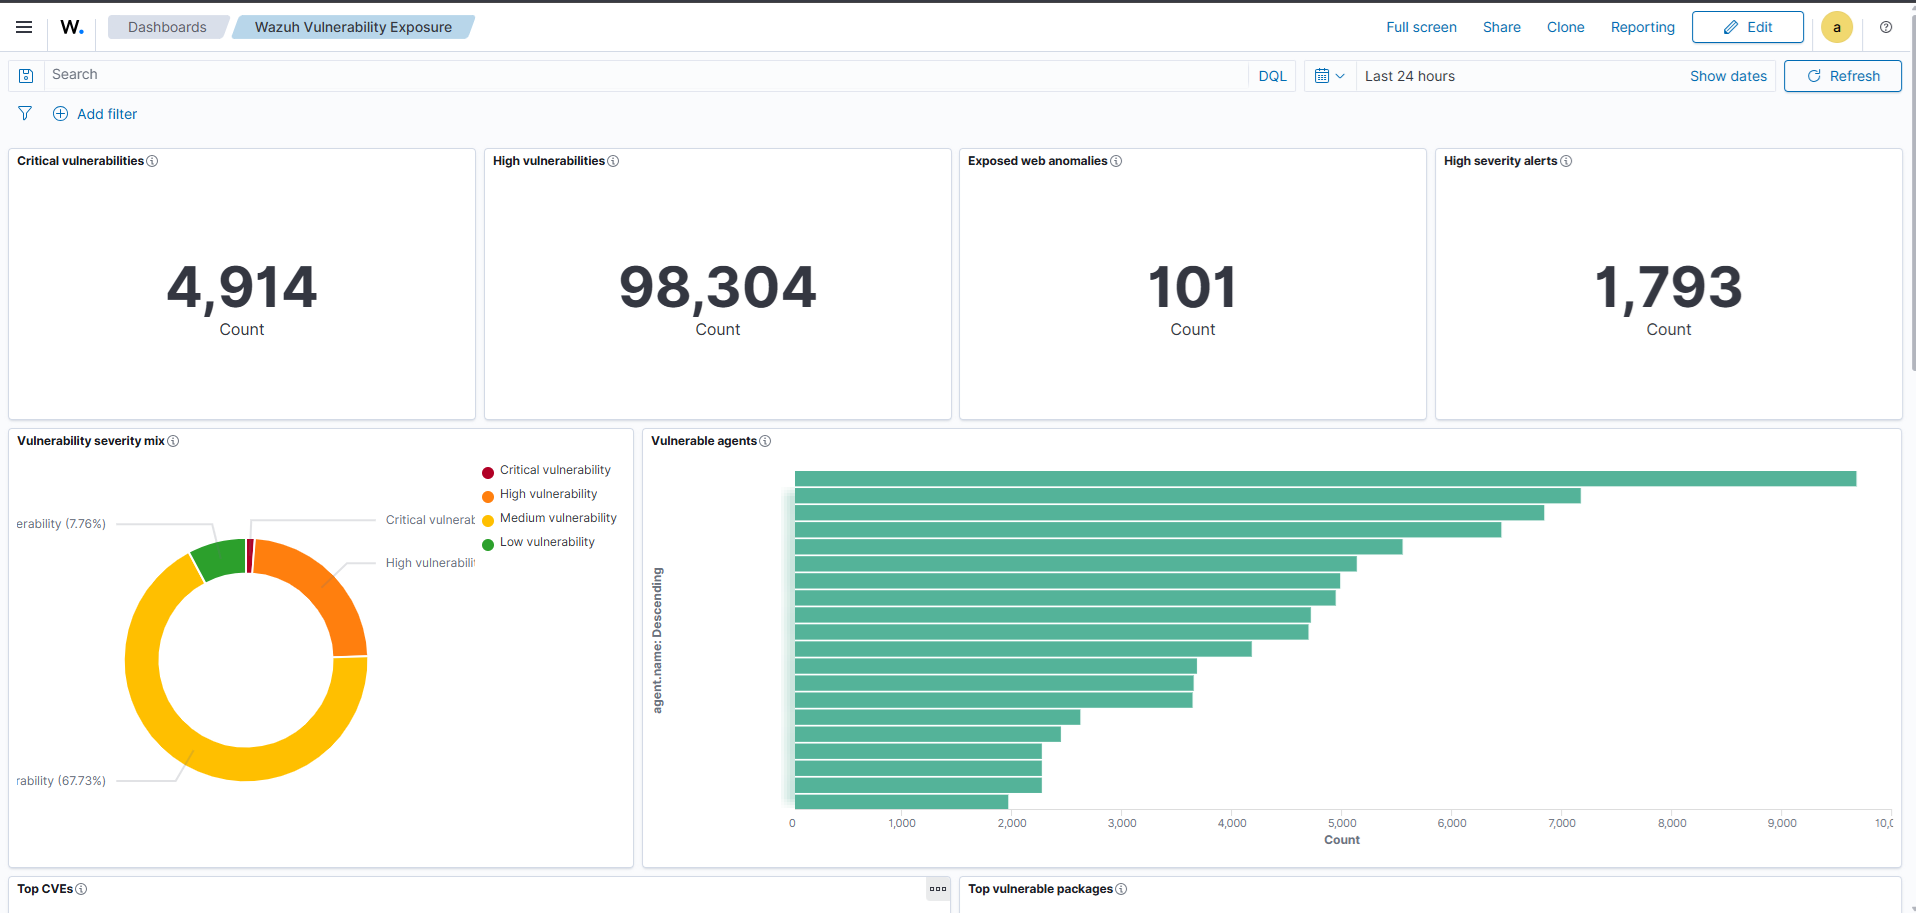 W.
Dashboards
Wazuh Vulnerability Exposure
Full screen
Share
Clone
Reporting
Edit
a
Search
DQL
Last 24 hours
Show dates
Refresh
Add filter
Critical vulnerabilities
4,914
Count
High vulnerabilities
98,304
Count
Exposed web anomalies
101
Count
High severity alerts
1,793
Count
Vulnerability severity mix
Critical vulnerability
High vulnerability
Medium vulnerability
Low vulnerability
erability (7.76%)
Critical vulnerab
High vulnerabilit
rability (67.73%)
Vulnerable agents
agent.name: Descending
0 1,000 2,000 3,000 4,000 5,000 6,000 7,000 8,000 9,000 10,0
Count
Top CVEs
Top vulnerable packages